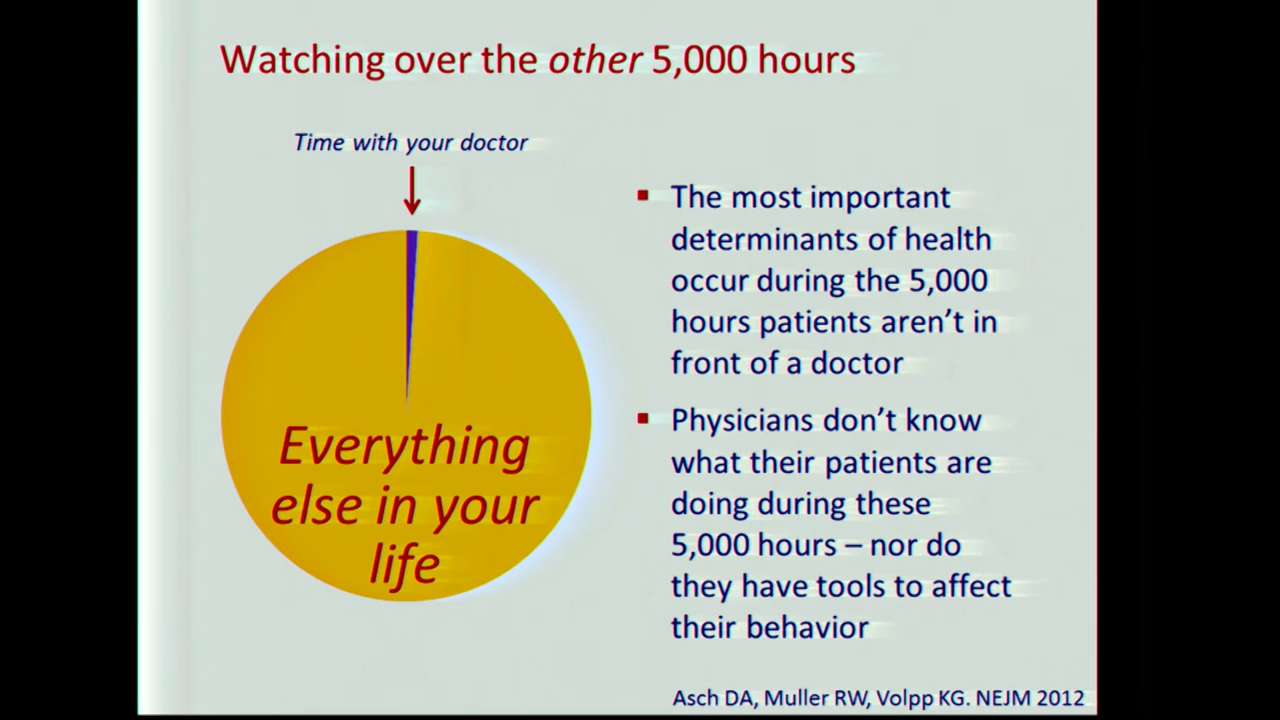 Watching over the other 5,000 hours
Time with your doctor
Everything
else in your
life
The most important
determinants of health
occur during the 5,000
hours patients aren’t in
front of a doctor
Physicians don’t know
what their patients are
doing during these
5,000 hours – nor do
they have tools to affect
their behavior
Asch DA, Muller RW, Volpp KG. NEJM 2012